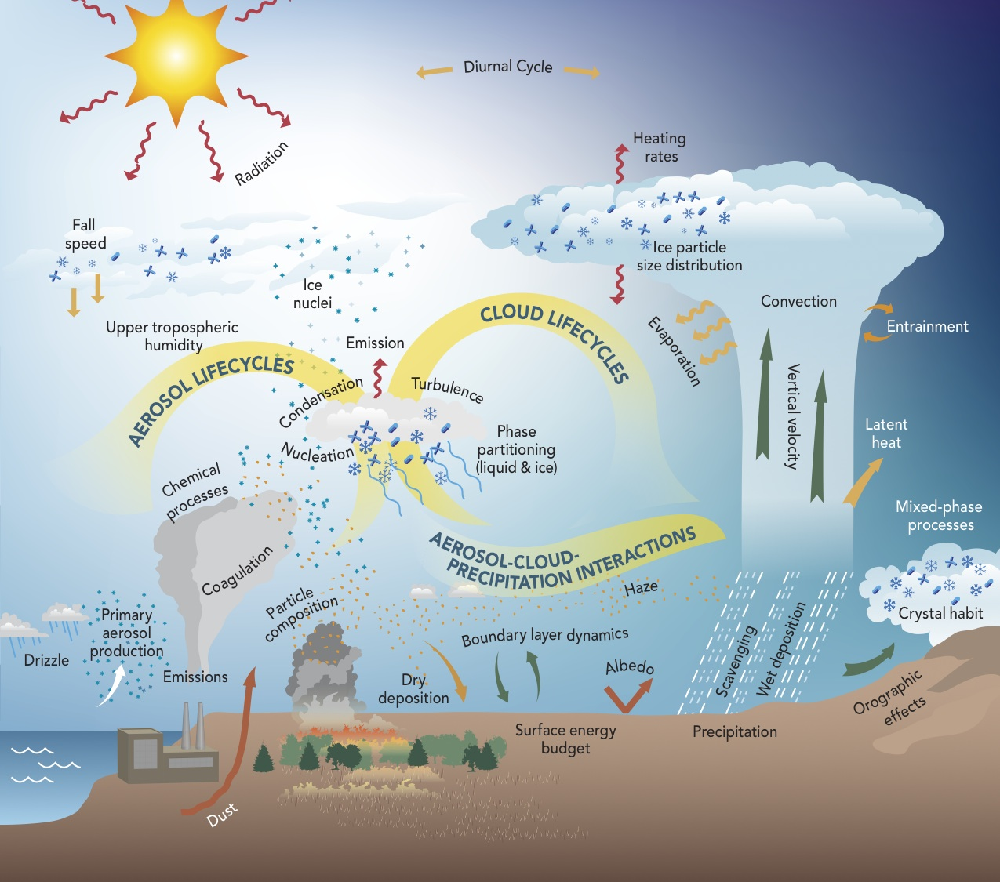 Diurnal Cycle
Radiation
Heating
rates
Fall
speed
Ice particle
size distribution
Ice
nuclei
Convection
Upper tropospheric
humidity
CLOUD LIFECYCLES
Entrainment
Evaporation
Emission
AEROSOL LIFECYCLES
Condensation
Turbulence
Vertical velocity
Latent
heat
Nucleation
Phase
partitioning
(liquid & ice)
Chemical
processes
Mixed-phase
processes
AEROSOL-CLOUD-
PRECIPITATION INTERACTIONS
Coagulation
Haze
Particle
composition
Crystal habit
Primary
aerosol
production
Drizzle
Boundary layer dynamics
Emissions
Dry
deposition
Albedo
Scavenging
Wet deposition
Orographic
effects
Surface energy
budget
Precipitation
Dust